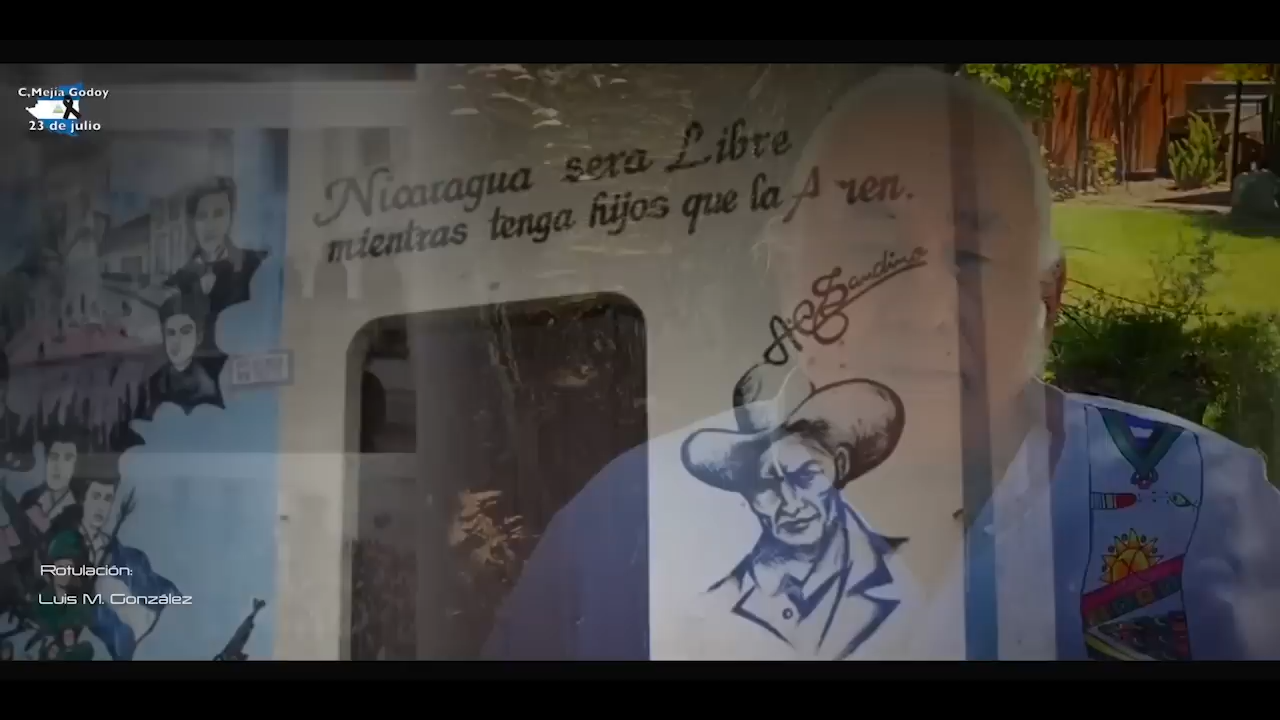 C,Mejia Godoy
23 de julio
Nicaragua sera Libre
mientras tenga hijos que la
A.C. Sandino
Rotulación:
Luis M. González